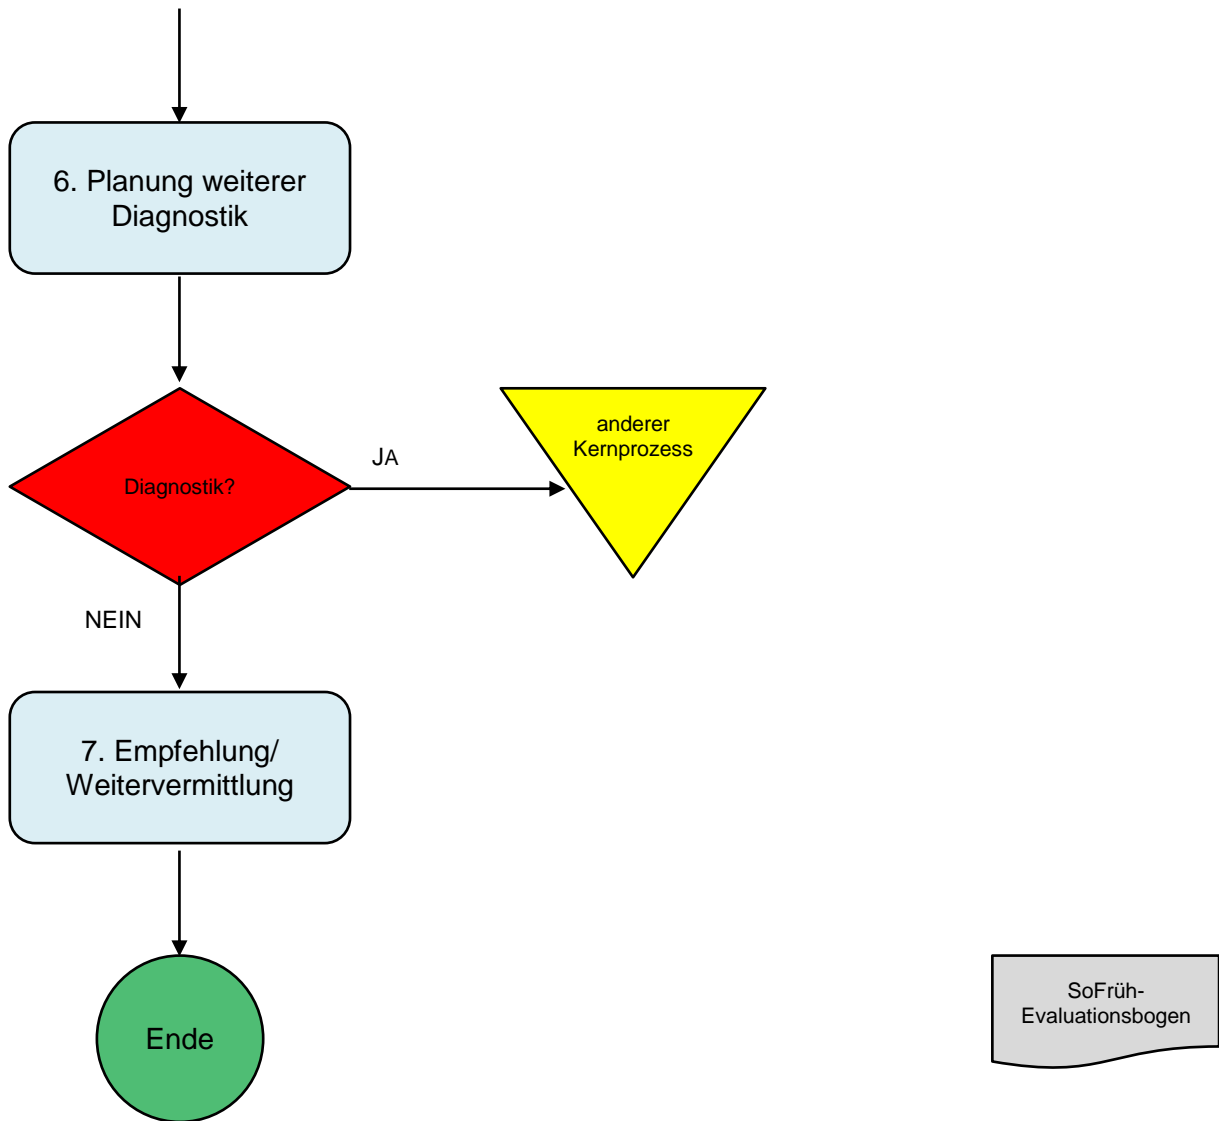 6. Planung weiterer
Diagnostik
anderer
Kernprozess
JA
Diagnostik?
NEIN
7. Empfehlung/
Weitervermittlung
SoFrüh-
Evaluationsbogen
Ende